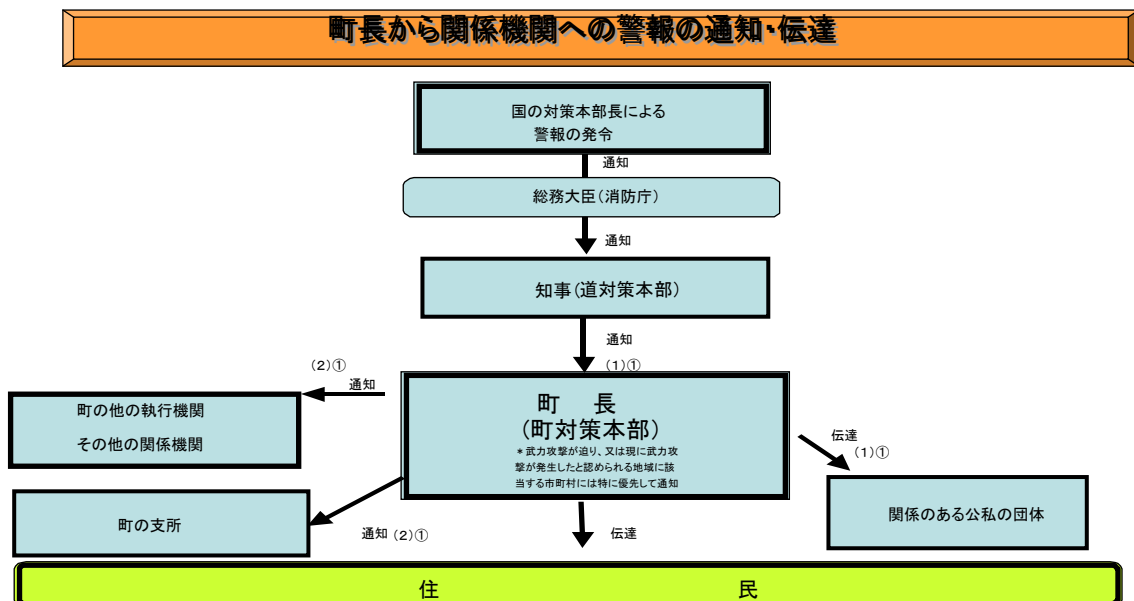 町長から関係機関への警報の通知・伝達
国の対策本部長による
警報の発令
通知
総務大臣(消防庁)
通知
知事(道対策本部)
通知
(1)①
(2)①
通知
町の他の執行機関
その他の関係機関
町　長
(町対策本部)
*武力攻撃が迫り、又は現に武力攻
撃が発生したと認められる地域に該
当する市町村には特に優先して通知
伝達
(1)①
関係のある公私の団体
町の支所
通知 (2)①
伝達
住　民